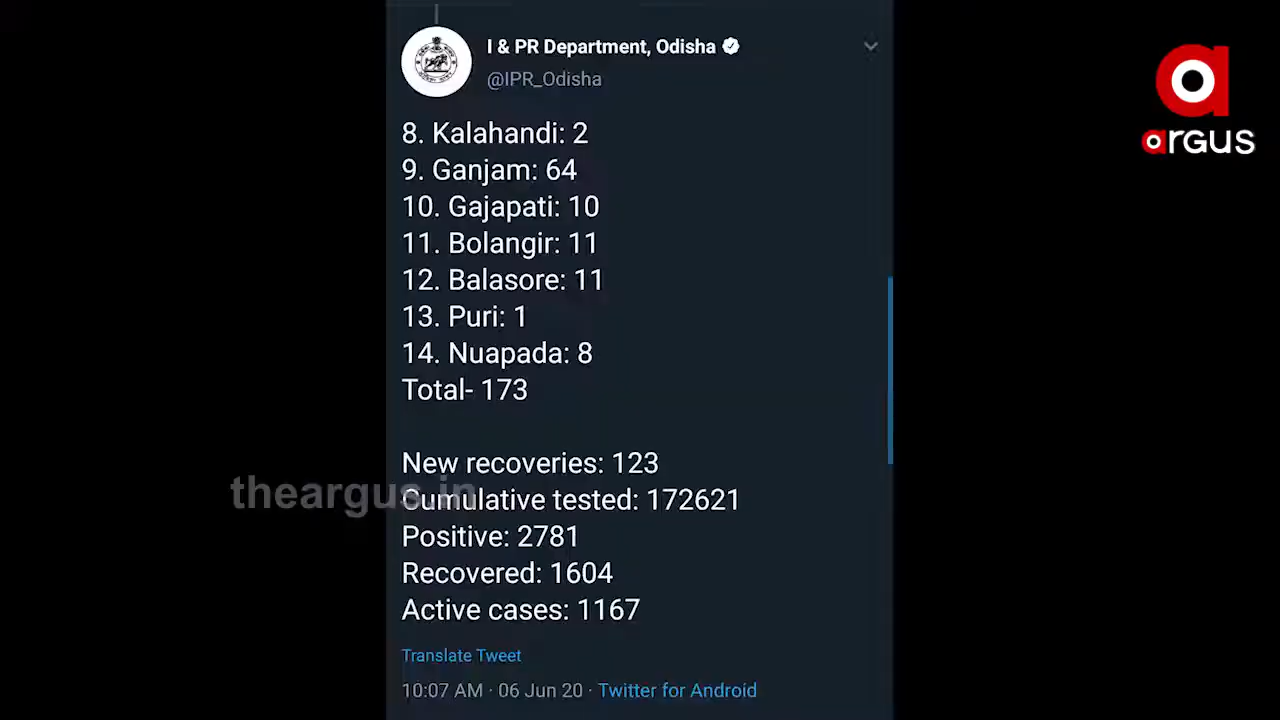 I & PR Department, Odisha
@IPR_Odisha
argus
8. Kalahandi: 2
9. Ganjam: 64
10. Gajapati: 10
11. Bolangir: 11
12. Balasore: 11
13. Puri: 1
14. Nuapada: 8
Total- 173
New recoveries: 123
theargus.in
Cumulative tested: 172621
Positive: 2781
Recovered: 1604
Active cases: 1167
Translate Tweet
10:07 AM · 06 Jun 20 · Twitter for Android